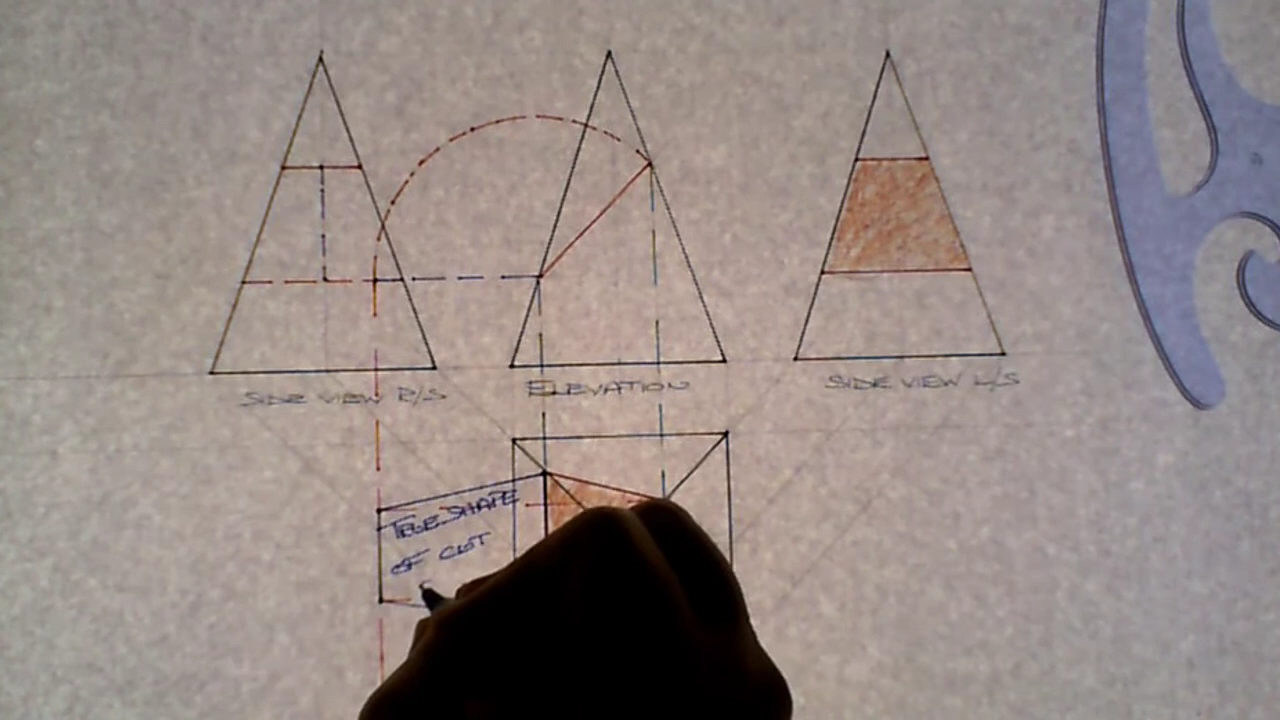 SIDE VIEW R/S
ELEVATION
SIDE VIEW L/S
TRUE SHAPE
OF CUT